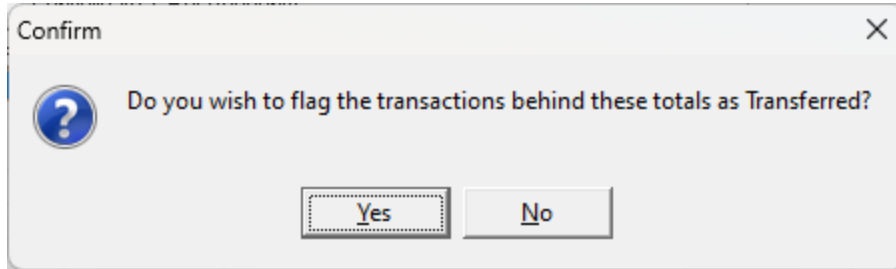 Confirm
Do you wish to flag the transactions behind these totals as Transferred?
Yes
No